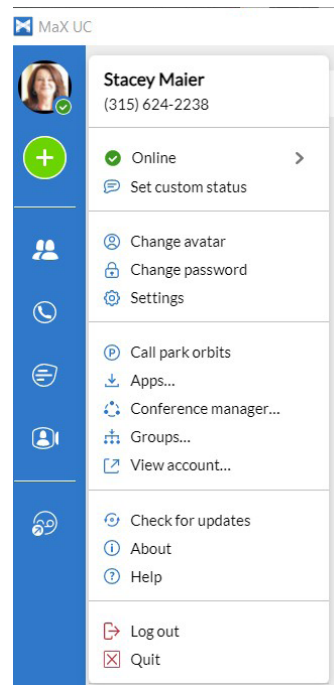 MaX UC
Stacey Maier
(315) 624-2238
Online
Set custom status
Change avatar
Change password
Settings
Call park orbits
Apps...
Conference manager...
Groups...
View account...
Check for updates
About
Help
Log out
Quit